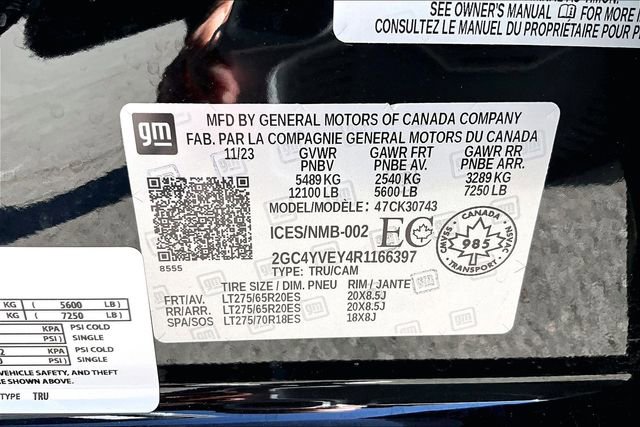 SEE OWNER'S MANUAL FOR MORE
CONSULTEZ LE MANUEL DU PROPRIÉTAIRE POUR
gm
MFD BY GENERAL MOTORS OF CANADA COMPANY
FAB. PAR LA COMPAGNIE GENERAL MOTORS DU CANADA
11/23 GVWR GAWR FRT GAWR RR
PNBV PNBE AV. PNBE ARR.
5489 KG 2540 KG 3289 KG
12100 LB 5600 LB 7250 LB
MODEL/MODÈLE: 47CK30743
ICES/NMB-002 EC
CANADA
CMVSS 985 NSVAC
TRANSPORT
8555
2GC4YVEY4R1166397
TYPE: TRU/CAM
TIRE SIZE / DIM. PNEU RIM / JANTE
FRT/AV. LT275/65R20ES 20X8.5J
RR/ARR. LT275/65R20ES 20X8.5J
SPA/SOS LT275/70R18ES 18X8J
KG ( 5600 LB)
KG ( 7250 LB)
KPA PSI COLD
PSI) SINGLE
KPA PSI COLD
PSI) SINGLE
VEHICLE SAFETY, AND THEFT
SHOWN ABOVE.
TYPE TRU